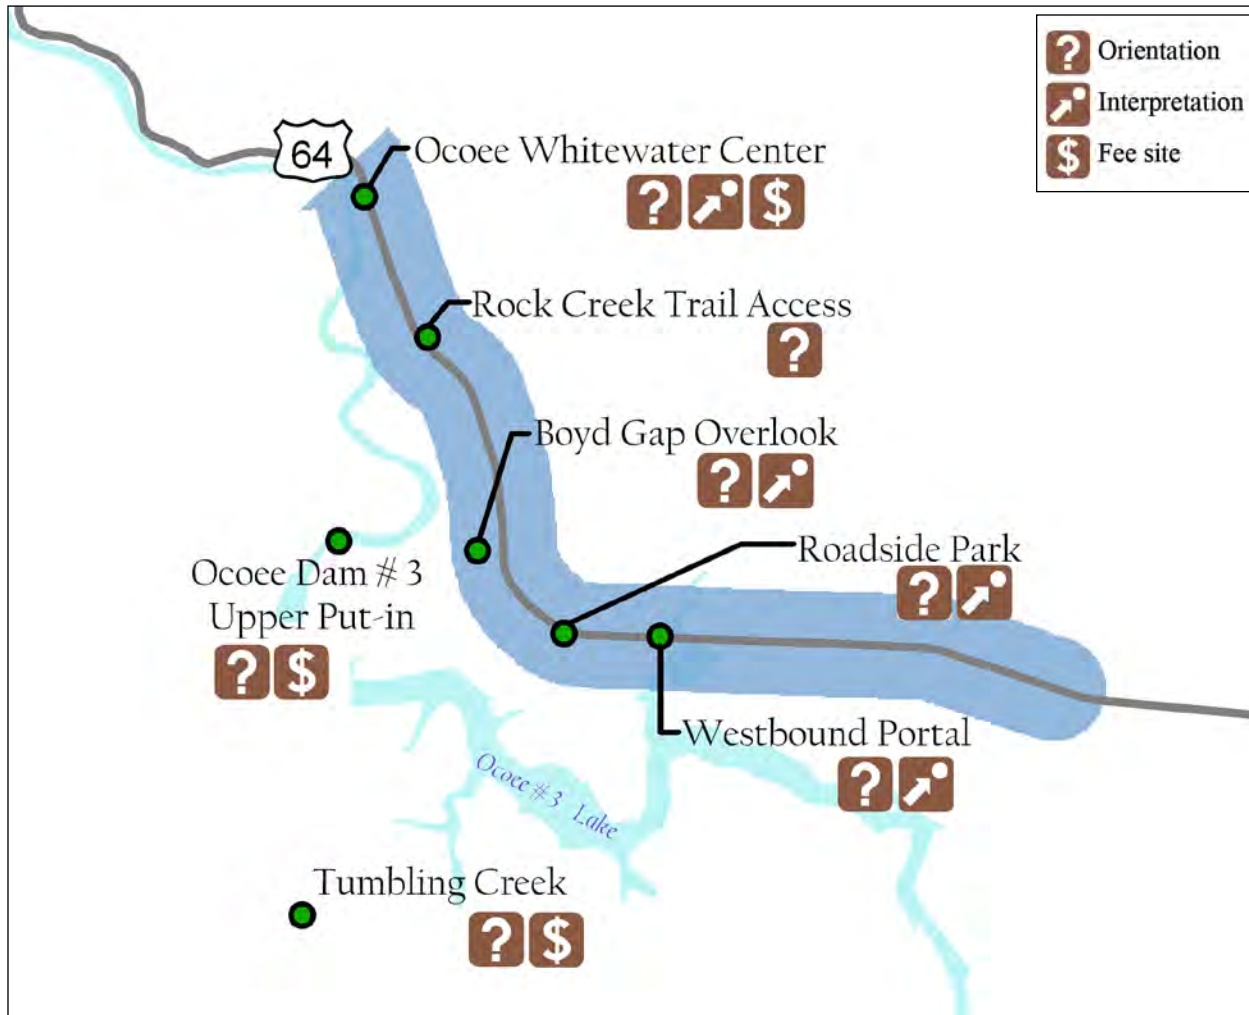 ? Orientation
Interpretation
$ Fee site
64
Ocoee Whitewater Center
? $
Rock Creek Trail Access
?
Boyd Gap Overlook
?
Roadside Park
?
Ocoee Dam # 3
Upper Put-in
? $
Westbound Portal
?
Ocoee # 3 Lake
Tumbling Creek
? $